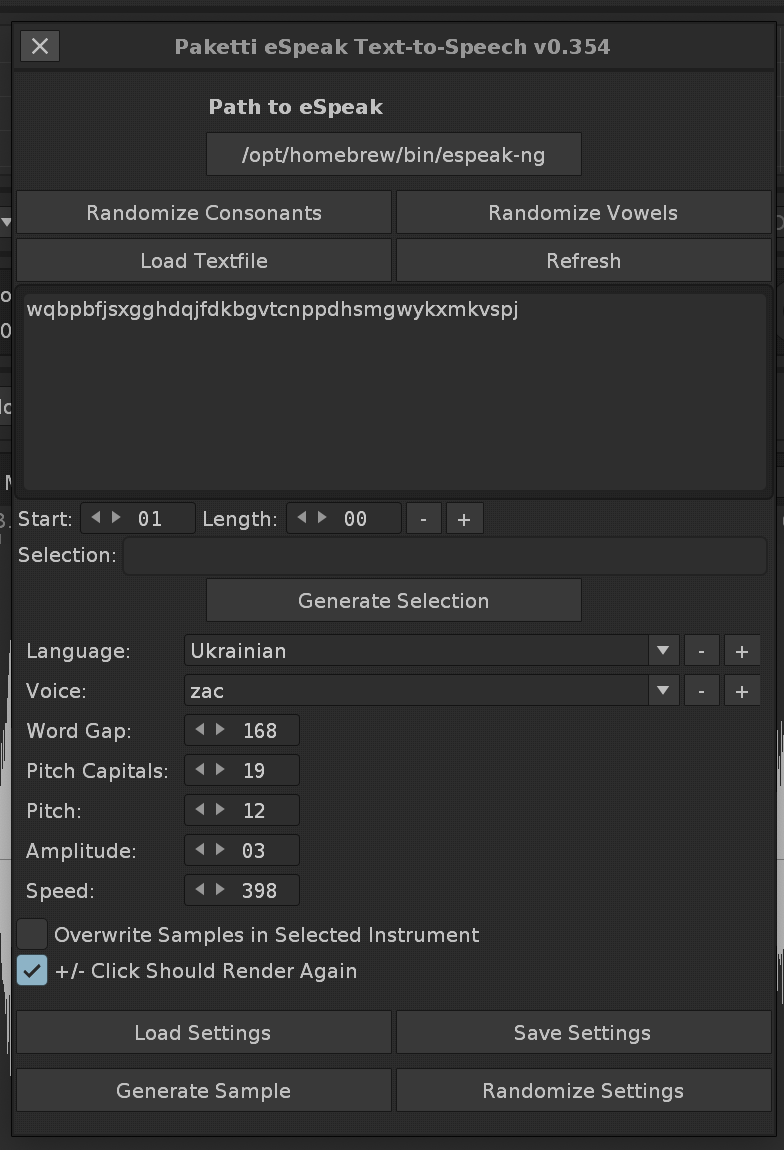 Paketti eSpeak Text-to-Speech v0.354
Path to eSpeak
/opt/homebrew/bin/espeak-ng
Randomize Consonants Randomize Vowels
Load Textfile Refresh
wqbpbfjsxgghdqjfdkbgvtcnppdhsmgwykxmkvspj
Start: 01 Length: 00 - +
Selection:
Generate Selection
Language: Ukrainian - +
Voice: zac - +
Word Gap: 168
Pitch Capitals: 19
Pitch: 12
Amplitude: 03
Speed: 398
Overwrite Samples in Selected Instrument
+/- Click Should Render Again
Load Settings Save Settings
Generate Sample Randomize Settings